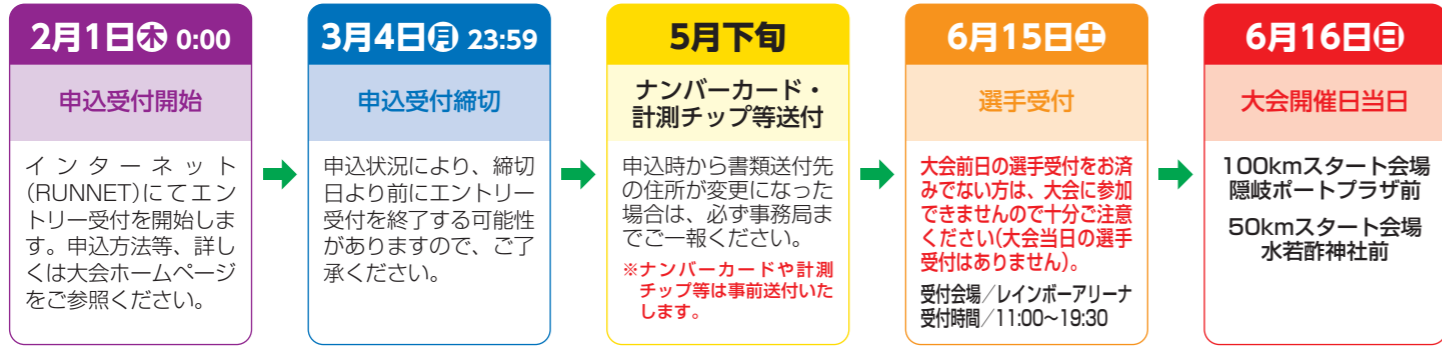 2月1日㊍ 0:00
申込受付開始
インターネット
(RUNNET)にてエン
トリー受付を開始しま
す。申込方法等、詳し
くは大会ホームページ
をご参照ください。
3月4日㊊ 23:59
申込受付締切
申込状況により、締切
日より前にエントリー
受付を終了する可能性
がありますので、ご了
承ください。
5月下旬
ナンバーカード・
計測チップ等送付
申込時から書類送付先
の住所が変更になった
場合は、必ず事務局ま
でご一報ください。
※ナンバーカードや計測
チップ等は事前送付いた
します。
6月15日㊏
選手受付
大会前日の選手受付をお済
みでない方は、大会に参加
できませんので十分ご注意
ください(大会当日の選手
受付はありません)。
受付会場/レインボーアリーナ
受付時間/11:00~19:30
6月16日㊐
大会開催日当日
100kmスタート会場
隠岐ポートプラザ前
50kmスタート会場
水若酢神社前